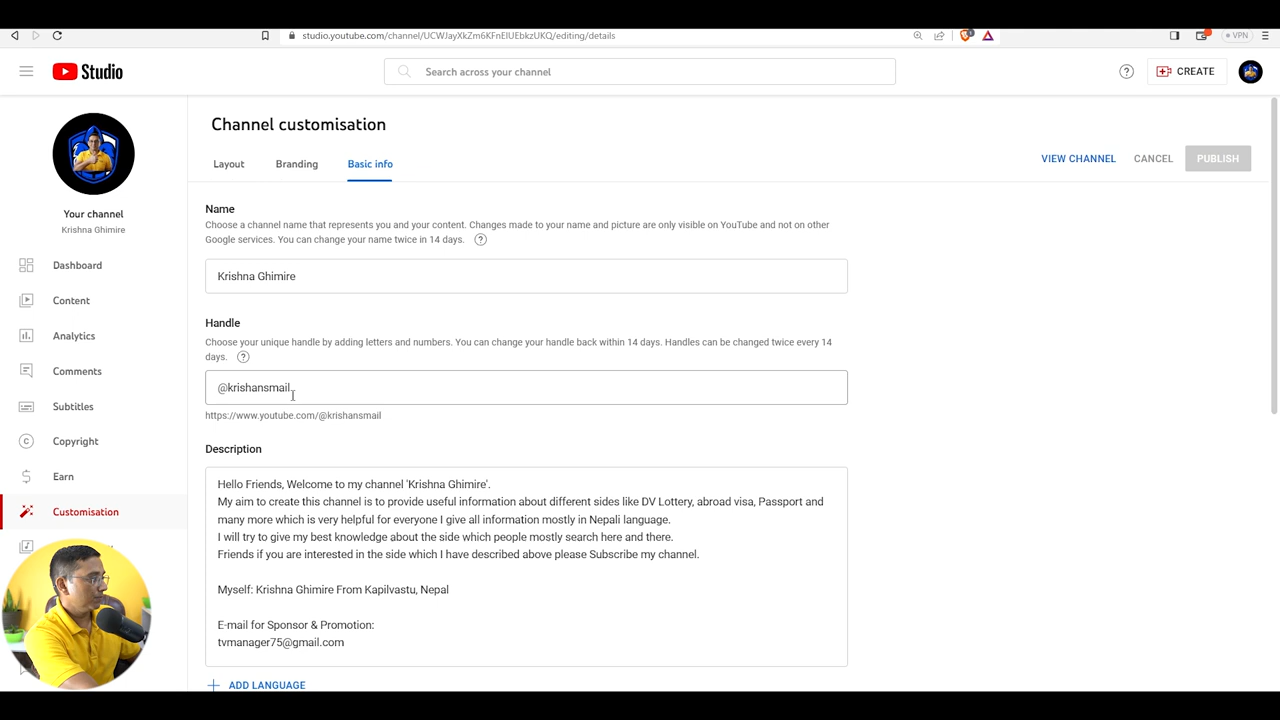 studio.youtube.com/channel/UCWJayXkZm6KFnEIUEbkzUKQ/editing/details
VPN
Studio
Search across your channel
CREATE
Channel customisation
Layout Branding Basic info
VIEW CHANNEL CANCEL PUBLISH
Your channel
Krishna Ghimire
Dashboard
Content
Analytics
Comments
Subtitles
Copyright
Earn
Customisation
Name
Choose a channel name that represents you and your content. Changes made to your name and picture are only visible on YouTube and not on other
Google services. You can change your name twice in 14 days.
Krishna Ghimire
Handle
Choose your unique handle by adding letters and numbers. You can change your handle back within 14 days. Handles can be changed twice every 14
days.
@krishansmail
https://www.youtube.com/@krishansmail
Description
Hello Friends, Welcome to my channel 'Krishna Ghimire'.
My aim to create this channel is to provide useful information about different sides like DV Lottery, abroad visa, Passport and
many more which is very helpful for everyone I give all information mostly in Nepali language.
I will try to give my best knowledge about the side which people mostly search here and there.
Friends if you are interested in the side which I have described above please Subscribe my channel.
Myself: Krishna Ghimire From Kapilvastu, Nepal
E-mail for Sponsor & Promotion:
tvmanager75@gmail.com
ADD LANGUAGE